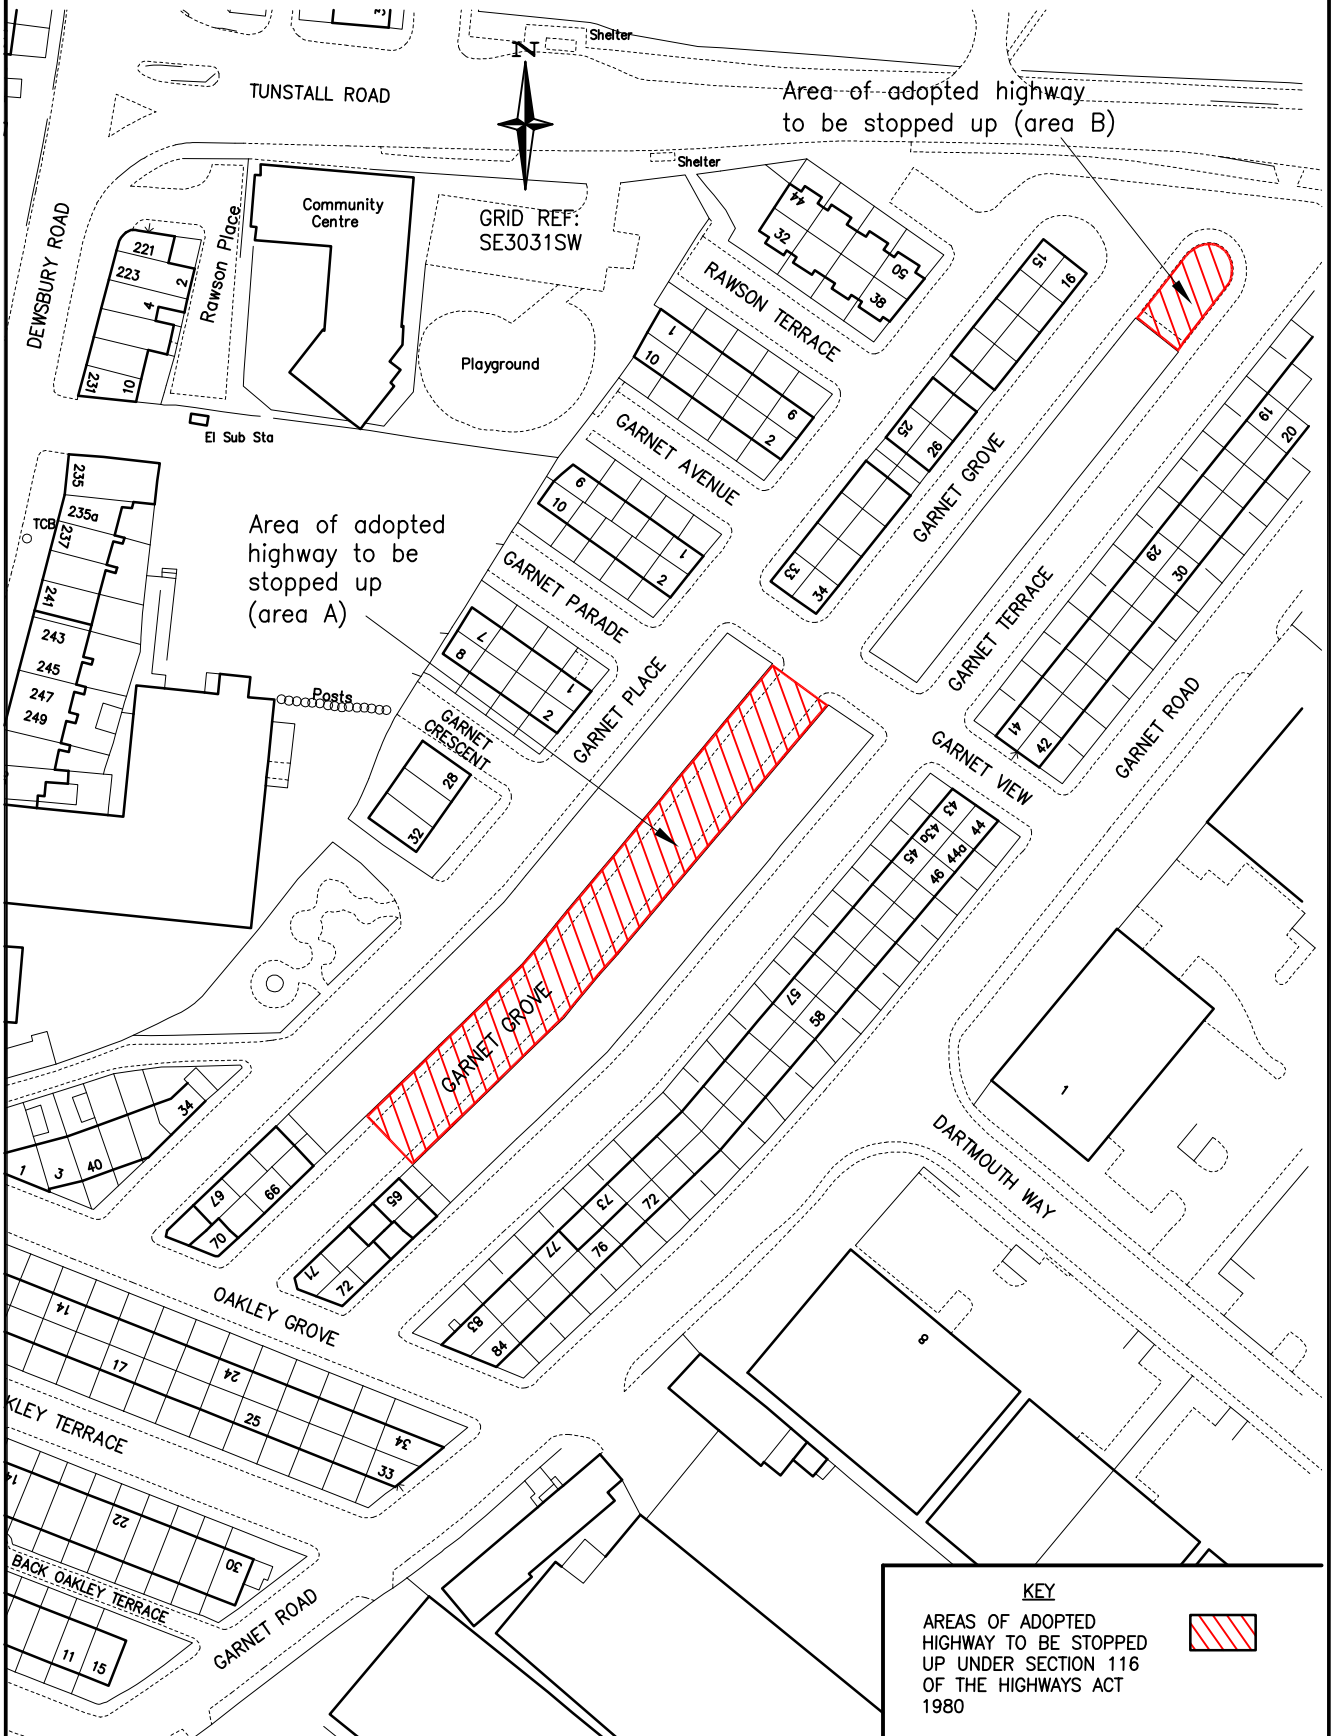 Shelter
N
TUNSTALL ROAD
Area of adopted highway
to be stopped up (area B)
Shelter
Community
Centre
GRID REF:
SE3031SW
DEWSBURY ROAD
Rawson Place
221
223
2
4
231
10
44
32
50
38
RAWSON TERRACE
15
16
Playground
1
10
9
2
El Sub Sta
GARNET AVENUE
25
26
GARNET GROVE
19
20
235
235a
TCB
237
241
243
245
247
249
Area of adopted
highway to be
stopped up
(area A)
9
10
1
2
GARNET PARADE
33
34
29
30
GARNET TERRACE
7
8
1
2
GARNET PLACE
Posts
GARNET
CRESCENT
28
32
41
42
GARNET ROAD
GARNET VIEW
43
43a
45
44
44a
46
57
58
GARNET GROVE
1
DARTMOUTH WAY
34
1
3
40
67
66
70
65
71
72
73
72
77
76
83
84
OAKLEY GROVE
8
14
17
24
25
34
33
KLEY TERRACE
14
22
30
BACK OAKLEY TERRACE
11
15
GARNET ROAD
KEY
AREAS OF ADOPTED
HIGHWAY TO BE STOPPED
UP UNDER SECTION 116
OF THE HIGHWAYS ACT
1980